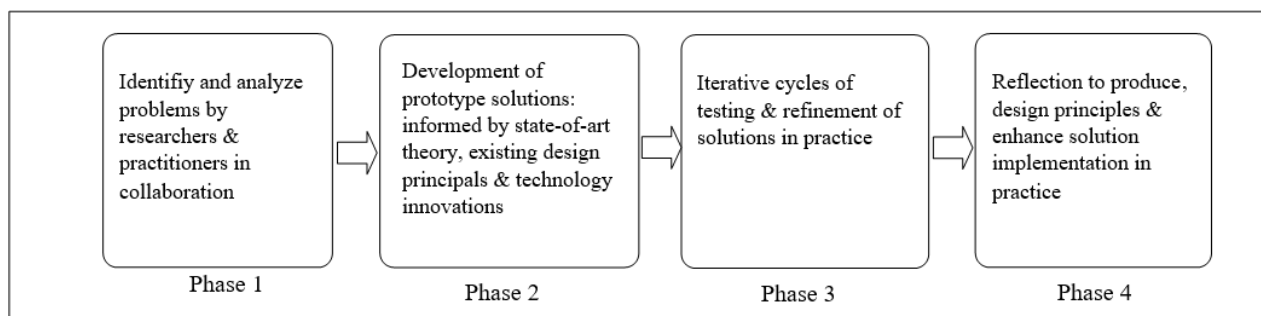 Identifiy and analyze
problems by
researchers &
practitioners in
collaboration
Phase 1
Development of
prototype solutions:
informed by state-of-art
theory, existing design
principals & technology
innovations
Phase 2
Iterative cycles of
testing & refinement of
solutions in practice
Phase 3
Reflection to produce,
design principles &
enhance solution
implementation in
practice
Phase 4